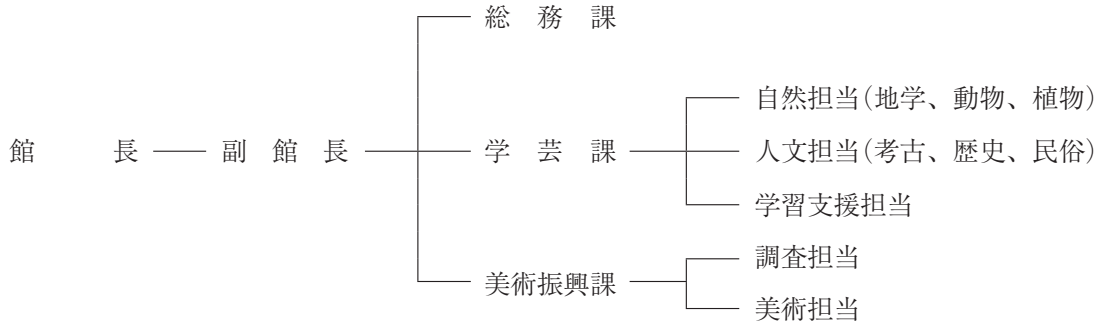 総務課
自然担当(地学、動物、植物)
館長 副館長 学芸課 人文担当(考古、歴史、民俗)
学習支援担当
調査担当
美術振興課
美術担当